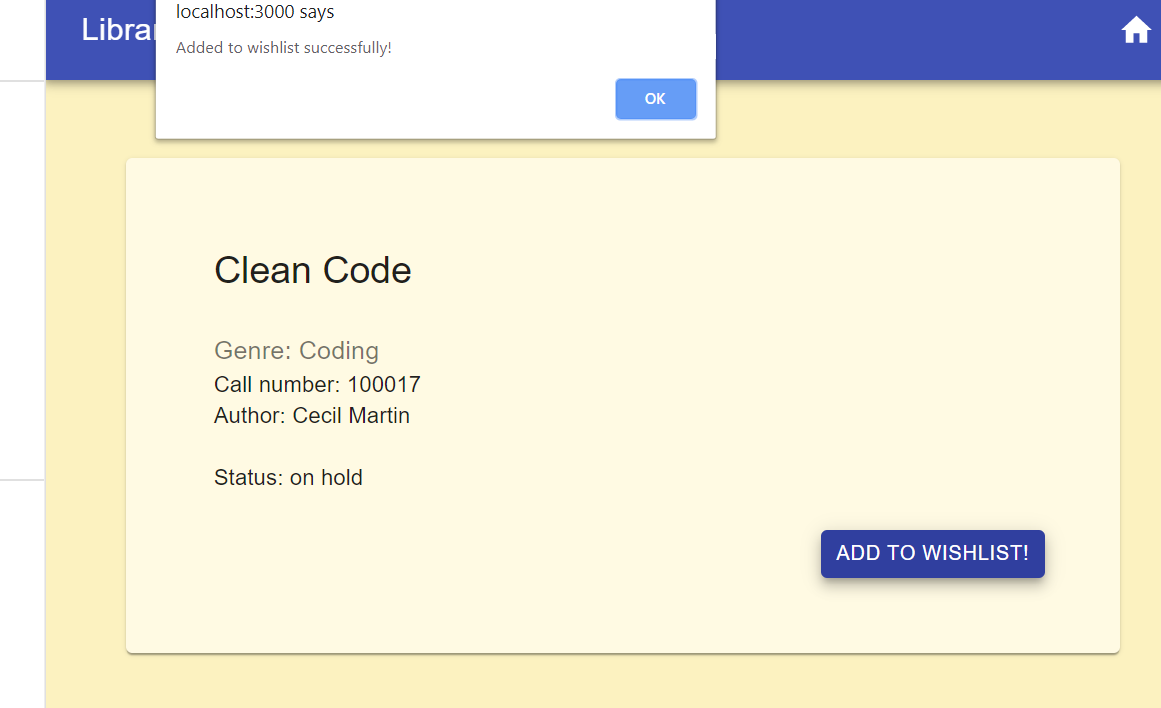 localhost:3000 says
Added to wishlist successfully!
OK
Clean Code
Genre: Coding
Call number: 100017
Author: Cecil Martin
Status: on hold
ADD TO WISHLIST!